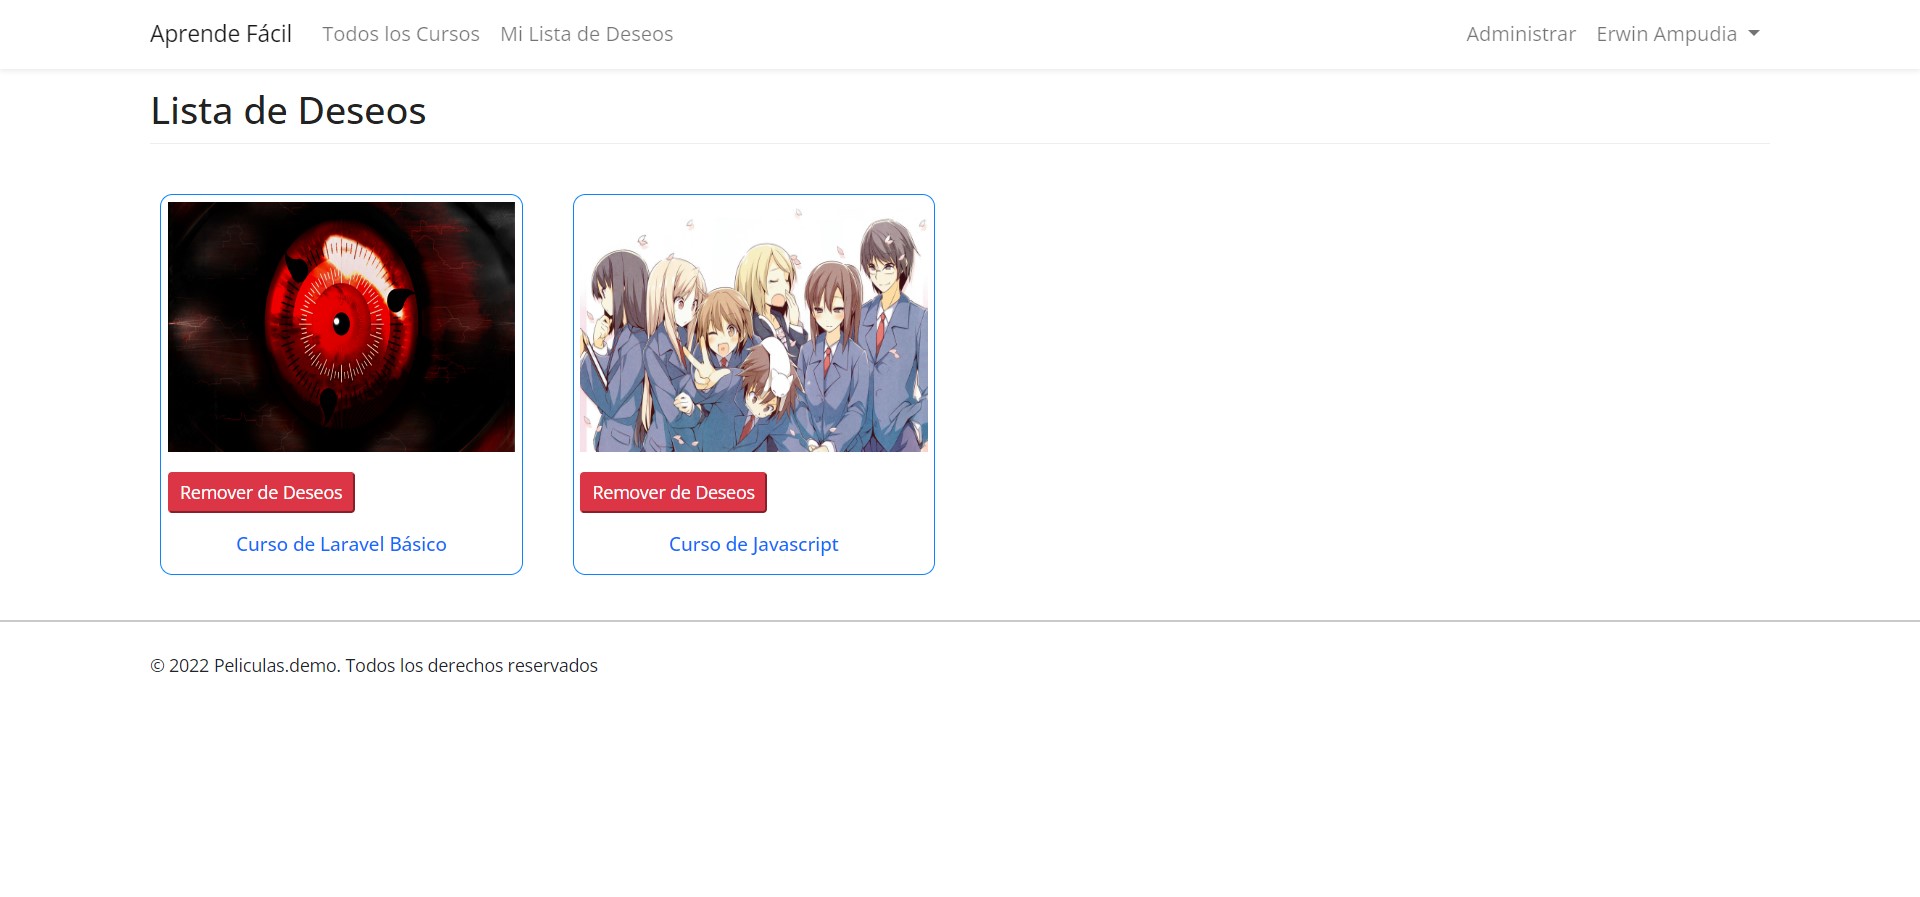 Aprende Fácil Todos los Cursos Mi Lista de Deseos Administrar Erwin Ampudia
Lista de Deseos
Remover de Deseos Remover de Deseos
Curso de Laravel Básico Curso de Javascript
© 2022 Peliculas.demo. Todos los derechos reservados